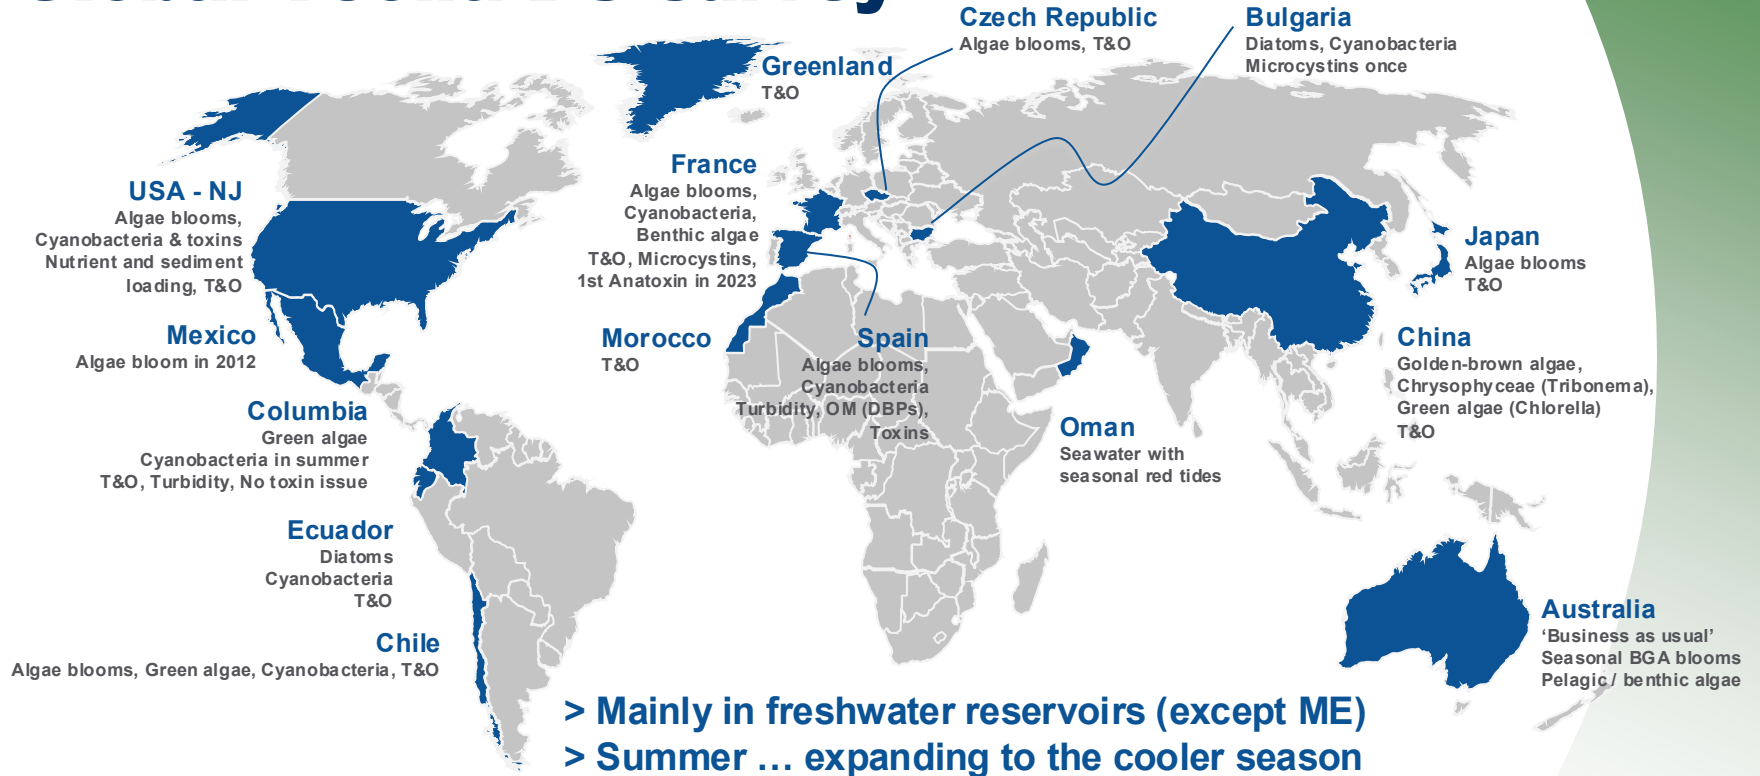 Czech Republic
Algae blooms, T&O
Bulgaria
Diatoms, Cyanobacteria
Microcystins once
Greenland
T&O
France
Algae blooms,
Cyanobacteria,
Benthic algae
T&O, Microcystins,
1st Anatoxin in 2023
USA - NJ
Algae blooms,
Cyanobacteria & toxins
Nutrient and sediment
loading, T&O
Japan
Algae blooms
T&O
Mexico
Algae bloom in 2012
Morocco
T&O
Spain
Algae blooms,
Cyanobacteria
Turbidity, OM (DBPs),
Toxins
China
Golden-brown algae,
Chrysophyceae (Tribonema),
Green algae (Chlorella)
T&O
Columbia
Green algae
Cyanobacteria in summer
T&O, Turbidity, No toxin issue
Oman
Seawater with
seasonal red tides
Ecuador
Diatoms
Cyanobacteria
T&O
Chile
Algae blooms, Green algae, Cyanobacteria, T&O
Australia
‘Business as usual’
Seasonal BGA blooms
Pelagic / benthic algae
> Mainly in freshwater reservoirs (except ME)
> Summer … expanding to the cooler season